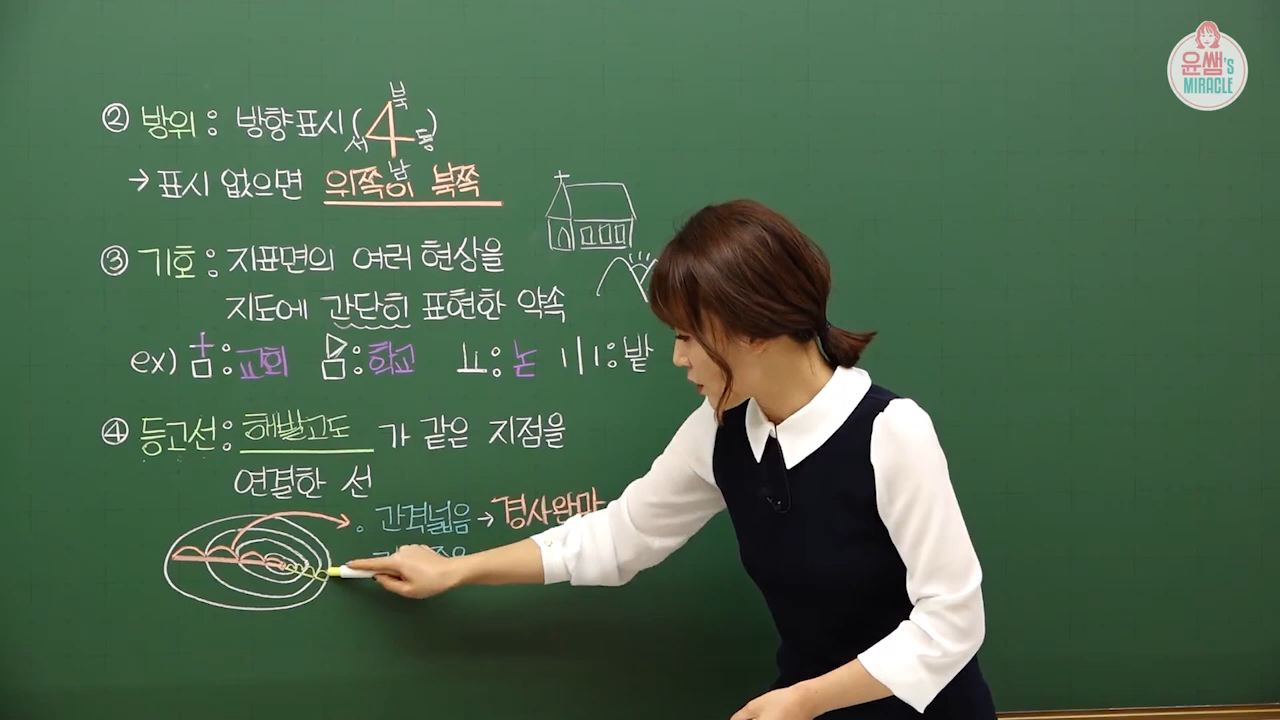 ② 방위 : 방향표시(서 북 4 남 동)
→ 표시 없으면 위쪽이 북쪽
③ 기호 : 지표면의 여러 현상을
지도에 간단히 표현한 약속
ex) : 교회 : 학교 ㅛ : 논 ı l ı : 밭
④ 등고선 : 해발고도 가 같은 지점을
연결한 선
간격넓음 → 경사완만
윤쌤's
MIRACLE